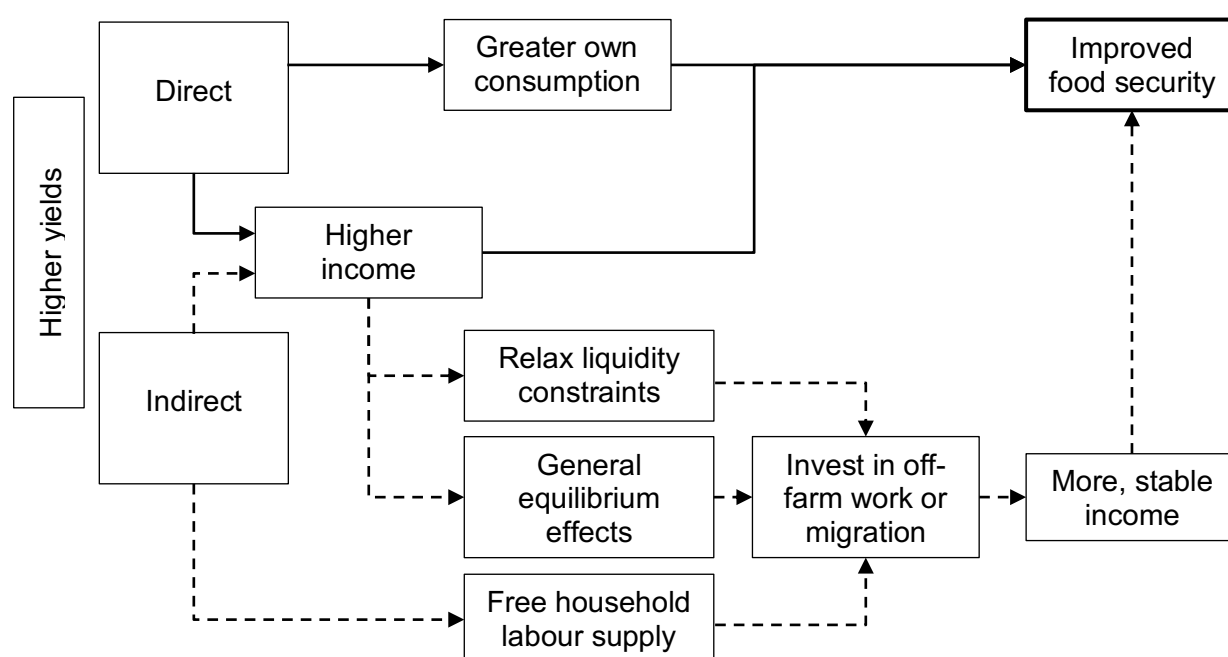 Higher yields
Direct
Greater own
consumption
Improved
food security
Higher
income
Indirect
Relax liquidity
constraints
General
equilibrium
effects
Invest in off-
farm work or
migration
More, stable
income
Free household
labour supply